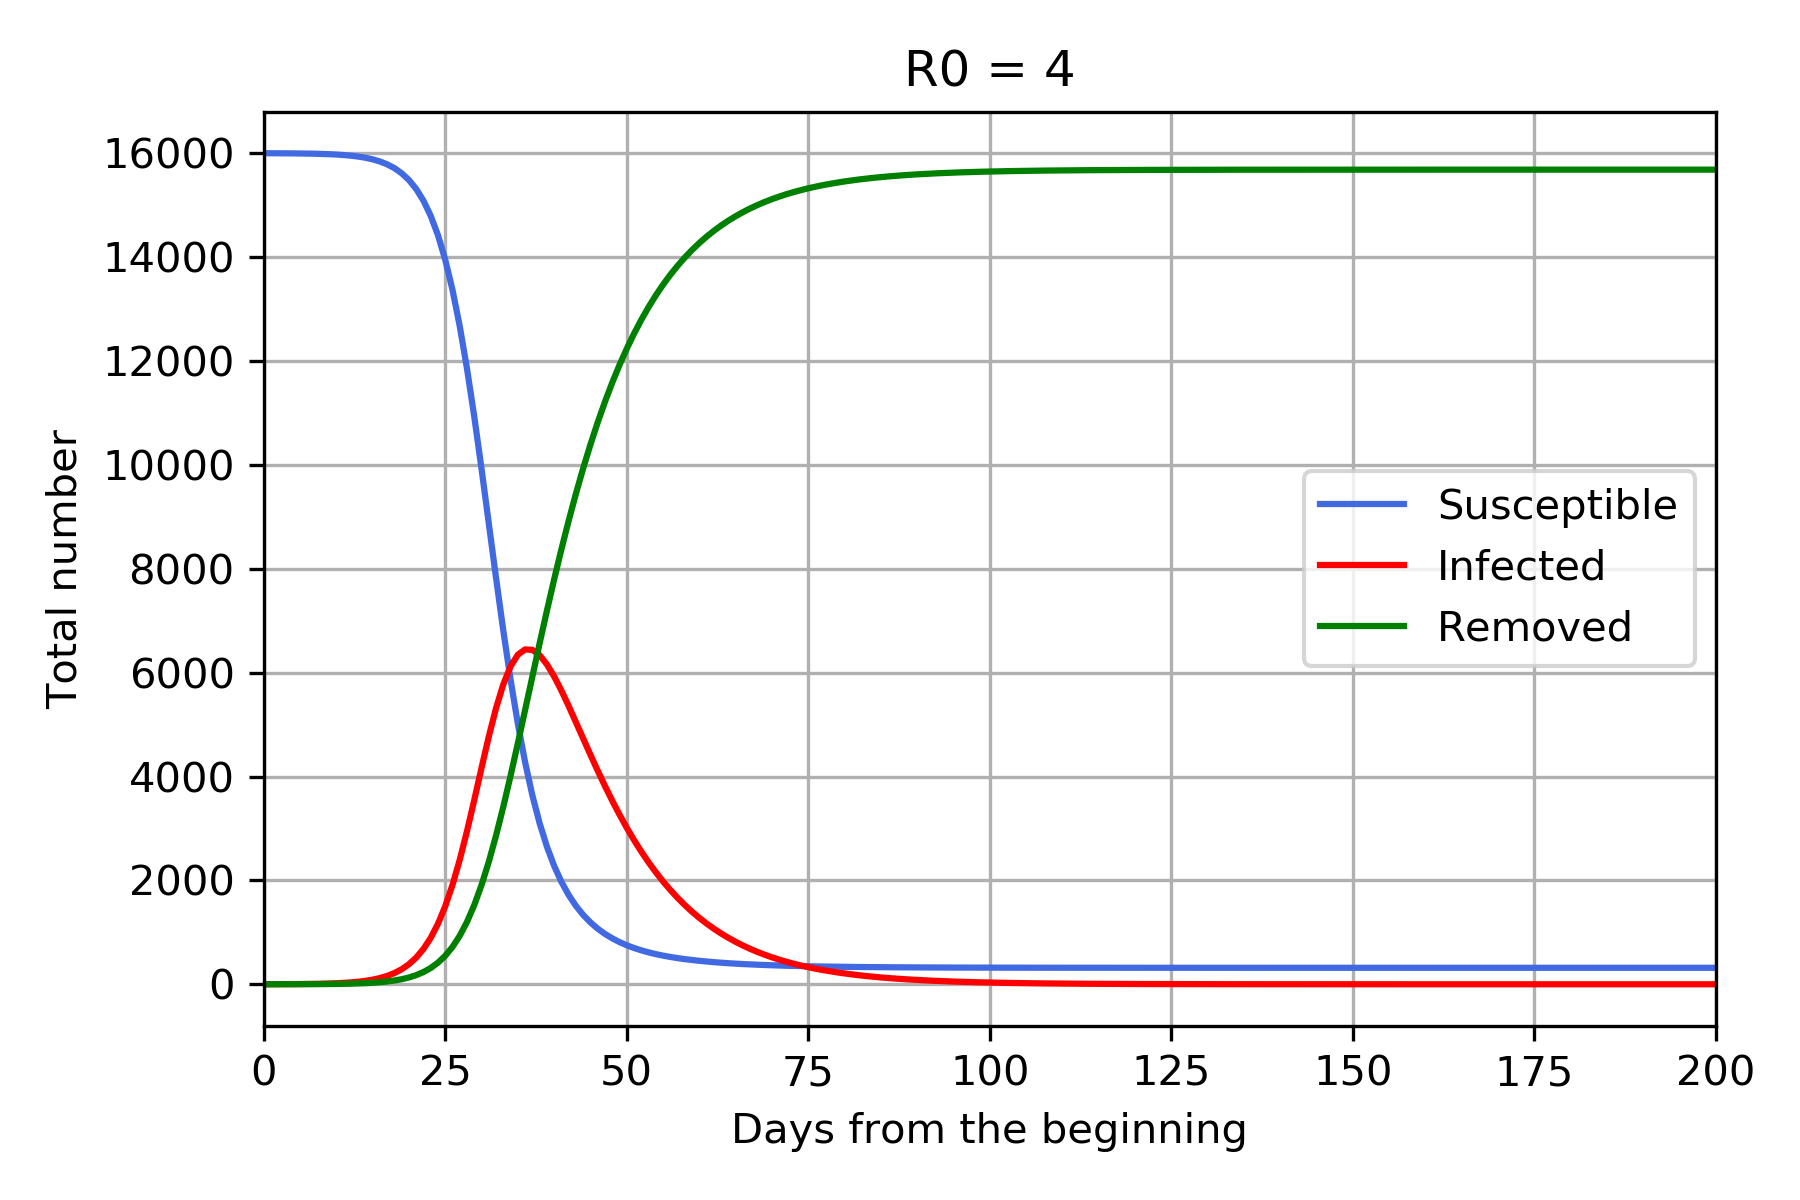 R0 = 4
16000
14000
12000
10000
8000
6000
4000
2000
0
Total number
Susceptible
Infected
Removed
0 25 50 75 100 125 150 175 200
Days from the beginning